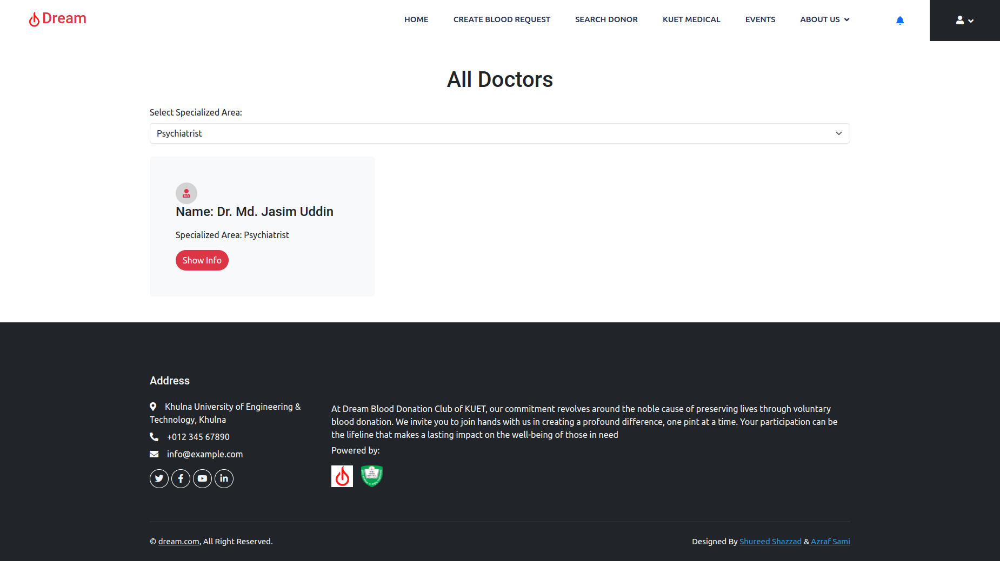 Dream
HOME CREATE BLOOD REQUEST SEARCH DONOR KUET MEDICAL EVENTS ABOUT US
All Doctors
Select Specialized Area:
Psychiatrist
Name: Dr. Md. Jasim Uddin
Specialized Area: Psychiatrist
Show Info
Address
Khulna University of Engineering &
Technology, Khulna
+012 345 67890
info@example.com
At Dream Blood Donation Club of KUET, our commitment revolves around the noble cause of preserving lives through voluntary
blood donation. We invite you to join hands with us in creating a profound difference, one pint at a time. Your participation can be
the lifeline that makes a lasting impact on the well-being of those in need
Powered by:
© dream.com, All Right Reserved.
Designed By Shureed Shazzad & Azraf Sami